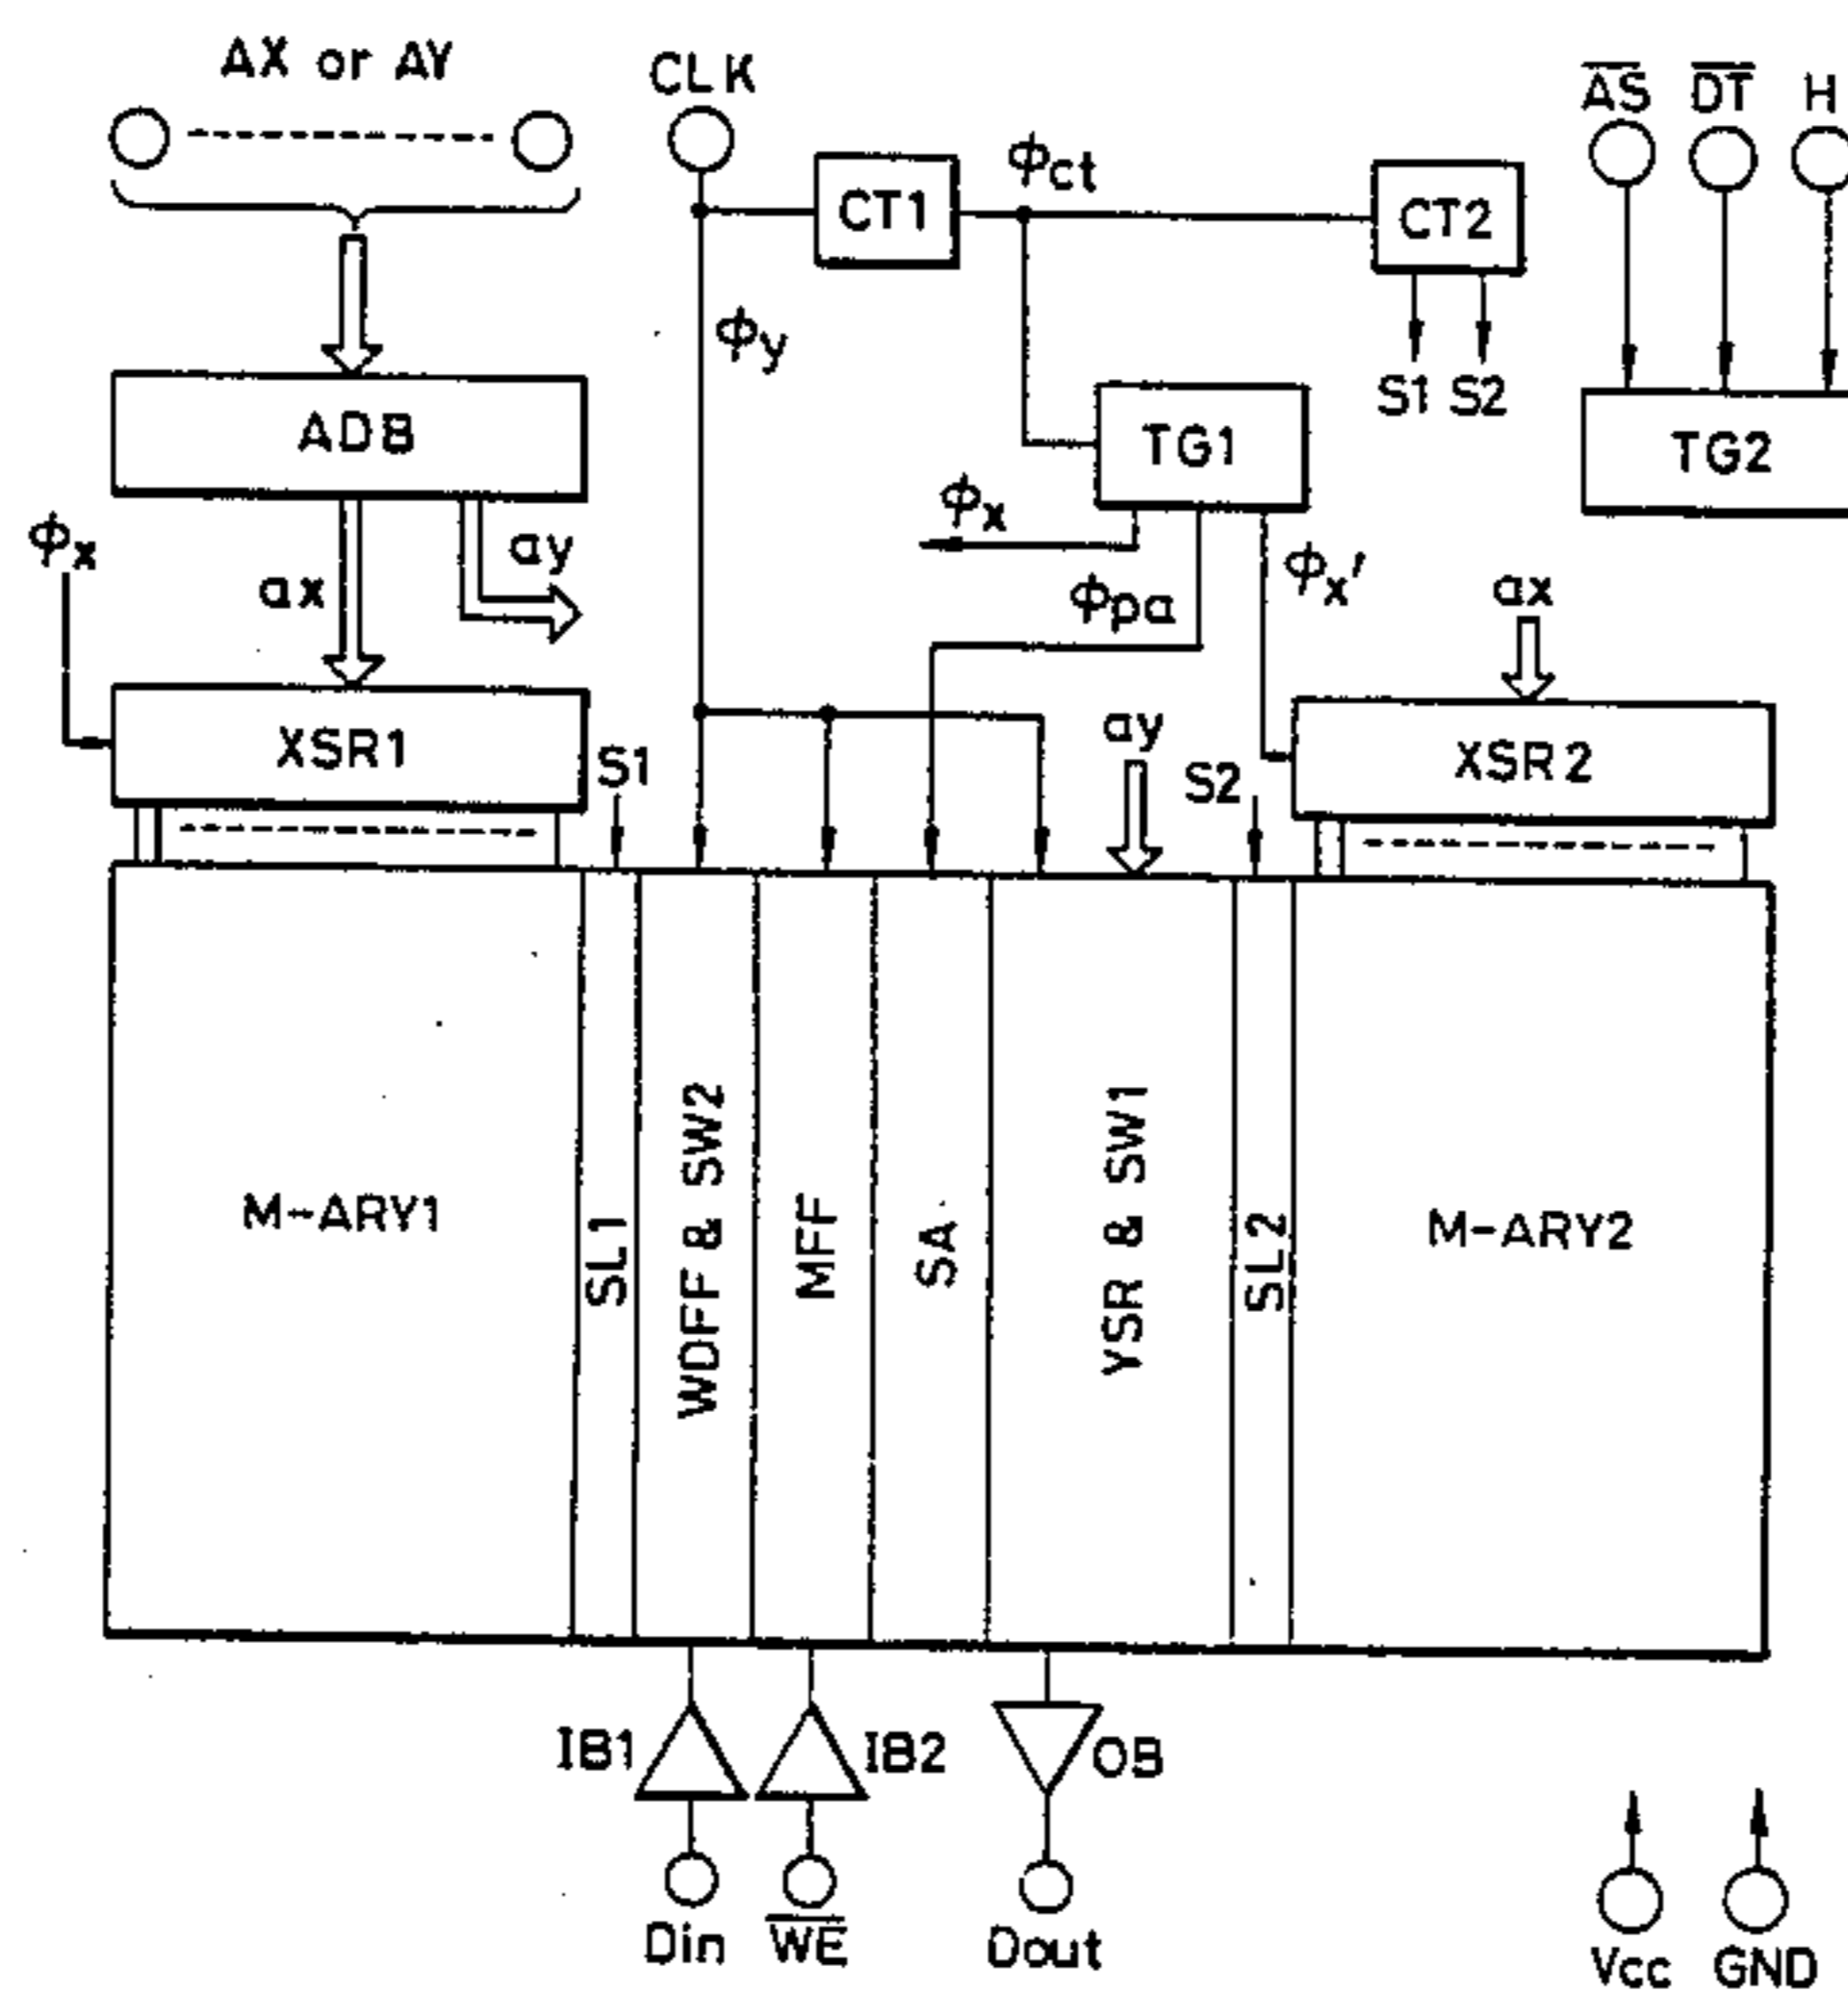 AX or AY
CLK
AS
DT
H
CT1
ϕct
CT2
ϕy
S1
S2
ADB
TG1
TG2
ϕx
ay
ϕx
ax
ϕpa
ϕx'
ax
XSR1
S1
ay
S2
XSR2
M-ARY1
SL1
WDFF & SW2
MFF
SA
YSR & SW1
SL2
M-ARY2
IB1
IB2
OB
Din
WE
Dout
Vcc
GND